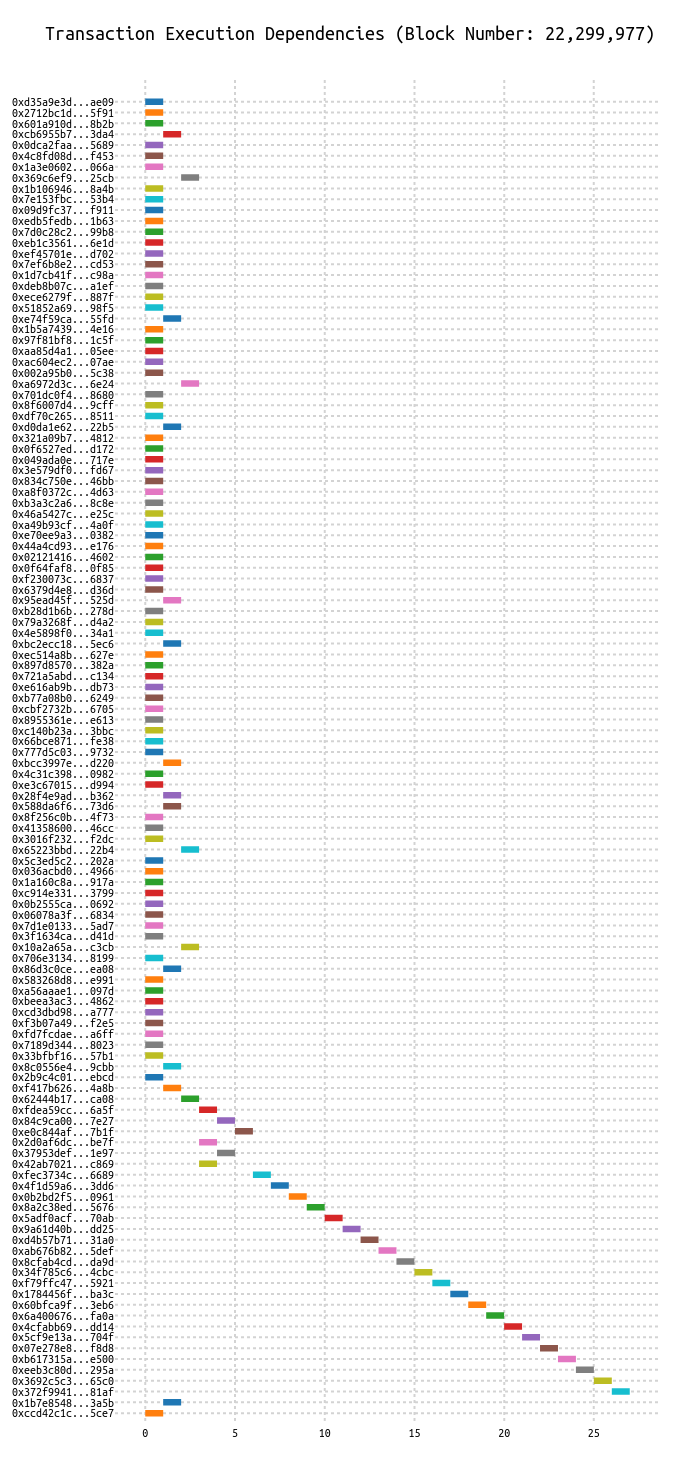 Transaction Execution Dependencies (Block Number: 22,299,977)
0xd35a9e3d...ae09
0x2712bc1d...5f91
0x601a910d...8b2b
0xcb6955b7...3da4
0x0dca2faa...5689
0x4c8fd08d...f453
0x1a3e0602...066a
0x369c6ef9...25cb
0x1b106946...8a4b
0x7e153fbc...53b4
0x09d9fc37...f911
0xedb5fedb...1b63
0x7d0c28c2...99b8
0xeb1c3561...6e1d
0xef45701e...d702
0x7ef6b8e2...cd53
0x1d7cb41f...c98a
0xdeb8b07c...a1ef
0xece6279f...887f
0x51852a69...98f5
0xe74f59ca...55fd
0x1b5a7439...4e16
0x97f81bf8...1c5f
0xaa85d4a1...05ee
0xac604ec2...07ae
0x002a95b0...5c38
0xa6972d3c...6e24
0x701dc0f4...8680
0x8f6007d4...9cff
0xdf70c265...8511
0xd0da1e62...22b5
0x321a09b7...4812
0x0f6527ed...d172
0x049ada0e...717e
0x3e579df0...fd67
0x834c750e...46bb
0xa8f0372c...4d63
0xb3a3c2a6...8c8e
0x46a5427c...e25c
0xa49b93cf...4a0f
0xe70ee9a3...0382
0x44a4cd93...e176
0x02121416...4602
0x0f64faf8...0f85
0xf230073c...6837
0x6379d4e8...d36d
0x95ead45f...525d
0xb28d1b6b...278d
0x79a3268f...d4a2
0x4e5898f0...34a1
0xbc2ecc18...5ec6
0xec514a8b...627e
0x897d8570...382a
0x721a5abd...c134
0xe616ab9b...db73
0xb77a08b0...6249
0xcbf2732b...6705
0x8955361e...e613
0xc140b23a...3bbc
0x66bce871...fe38
0x777d5c03...9732
0xbcc3997e...d220
0x4c31c398...0982
0xe3c67015...d994
0x28f4e9ad...b362
0x588da6f6...73d6
0x8f256c0b...4f73
0x41358600...46cc
0x3016f232...f2dc
0x65223bbd...22b4
0x5c3ed5c2...202a
0x036acbd0...4966
0x1a160c8a...917a
0xc914e331...3799
0x0b2555ca...0692
0x06078a3f...6834
0x7d1e0133...5ad7
0x3f1634ca...d41d
0x10a2a65a...c3cb
0x706e3134...8199
0x86d3c0ce...ea08
0x583268d8...e991
0xa56aaae1...097d
0xbeea3ac3...4862
0xcd3dbd98...a777
0xf3b07a49...f2e5
0xfd7fcdae...a6ff
0x7189d344...8023
0x33bfbf16...57b1
0x8c0556e4...9cbb
0x2b9c4c01...ebcd
0xf417b626...4a8b
0x62444b17...ca08
0xfdea59cc...6a5f
0x84c9ca00...7e27
0xe0c844af...7b1f
0x2d0af6dc...be7f
0x37953def...1e97
0x42ab7021...c869
0xfec3734c...6689
0x4f1d59a6...3dd6
0x0b2bd2f5...0961
0x8a2c38ed...5676
0x5adf0acf...70ab
0x9a61d40b...dd25
0xd4b57b71...31a0
0xab676b82...5def
0x8cfab4cd...da9d
0x34f785c6...4cbc
0xf79ffc47...5921
0x1784456f...ba3c
0x60bfca9f...3eb6
0x6a400676...fa0a
0x4cfabb69...dd14
0x5cf9e13a...704f
0x07e278e8...f8d8
0xb617315a...e500
0xeeb3c80d...295a
0x3692c5c3...65c0
0x372f9941...81af
0x1b7e8548...3a5b
0xccd42c1c...5ce7
0 5 10 15 20 25